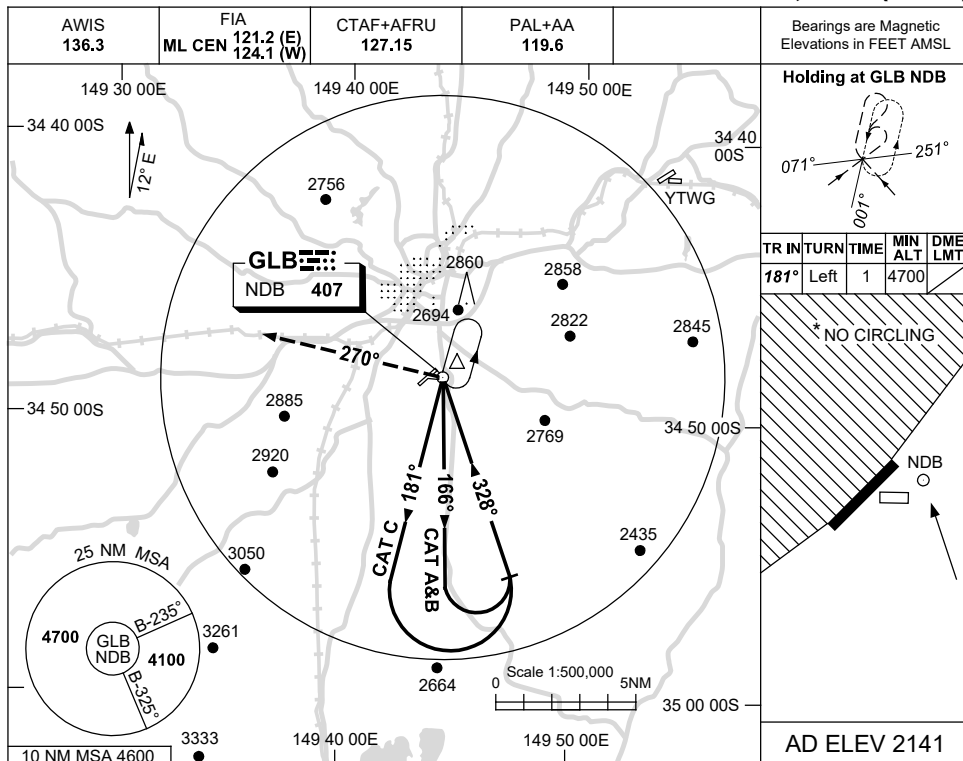 AWIS
136.3
FIA
ML CEN 121.2 (E)
124.1 (W)
CTAF+AFRU
127.15
PAL+AA
119.6
Bearings are Magnetic
Elevations in FEET AMSL
149 30 00E
149 40 00E
149 50 00E
34 40 00S
34 40
00S
12° E
2756
YTWG
GLB
NDB 407
2860
2858
2694
2822
2845
270°
34 50 00S
2885
34 50 00S
2769
2920
181°
166°
328°
CAT C
CAT A&B
2435
3050
25 NM MSA
4700
GLB
NDB
4100
B-235°
B-325°
3261
2664
Scale 1:500,000
0
5NM
35 00 00S
3333
149 40 00E
149 50 00E
10 NM MSA 4600
Holding at GLB NDB
071°
251°
001°
TR IN TURN TIME MIN ALT DME LMT
181° Left 1 4700
* NO CIRCLING
NDB
AD ELEV 2141